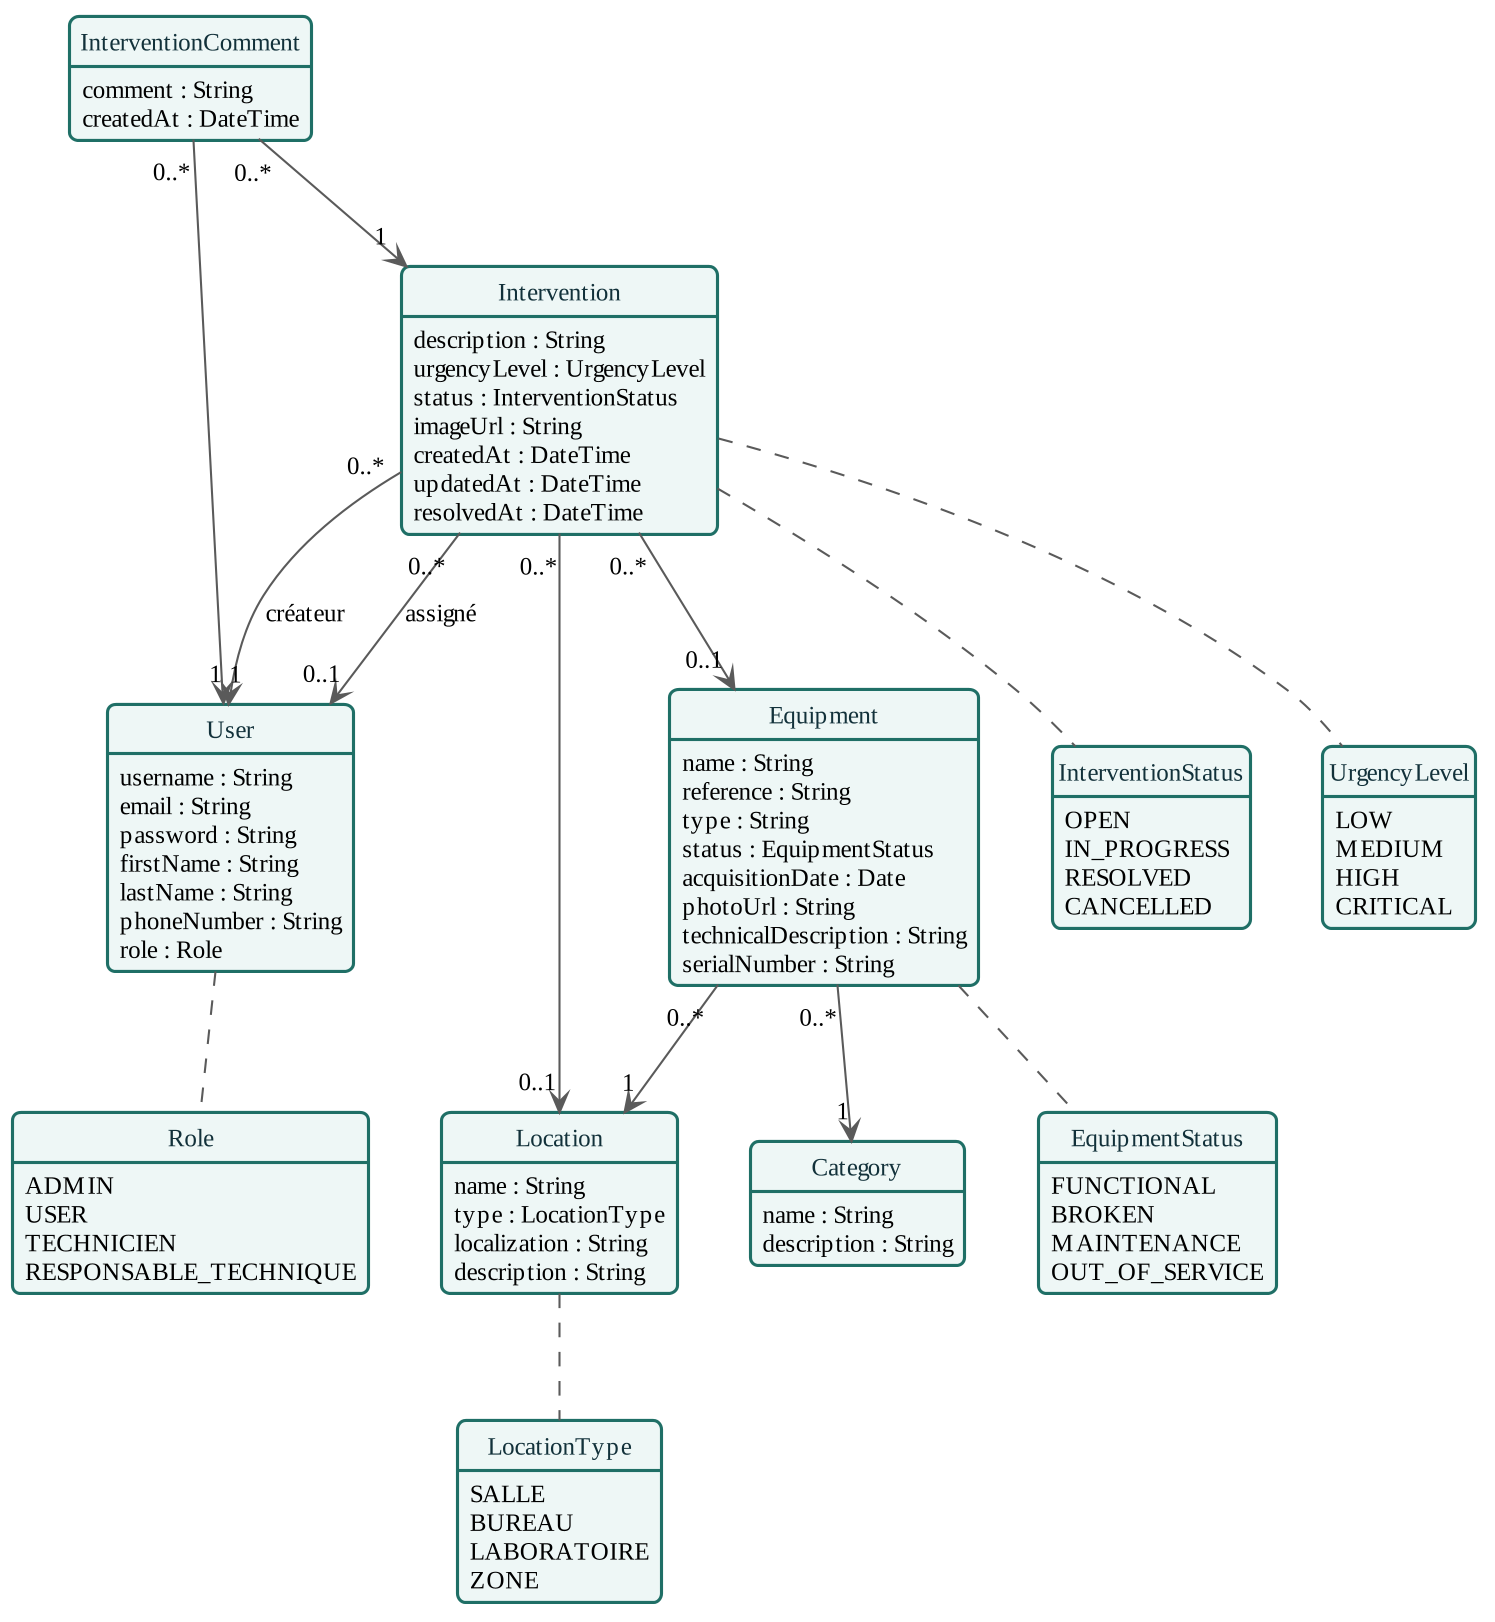 InterventionComment
comment : String
createdAt : DateTime
0..*
0..*
1
Intervention
description : String
urgencyLevel : UrgencyLevel
status : InterventionStatus
imageUrl : String
createdAt : DateTime
updatedAt : DateTime
resolvedAt : DateTime
0..*
0..*
0..*
0..*
créateur
assigné
1
1
0..1
0..1
User
username : String
email : String
password : String
firstName : String
lastName : String
phoneNumber : String
role : Role
Equipment
name : String
reference : String
type : String
status : EquipmentStatus
acquisitionDate : Date
photoUrl : String
technicalDescription : String
serialNumber : String
InterventionStatus
OPEN
IN_PROGRESS
RESOLVED
CANCELLED
UrgencyLevel
LOW
MEDIUM
HIGH
CRITICAL
0..*
0..*
0..1
1
1
Role
ADMIN
USER
TECHNICIEN
RESPONSABLE_TECHNIQUE
Location
name : String
type : LocationType
localization : String
description : String
Category
name : String
description : String
EquipmentStatus
FUNCTIONAL
BROKEN
MAINTENANCE
OUT_OF_SERVICE
LocationType
SALLE
BUREAU
LABORATOIRE
ZONE